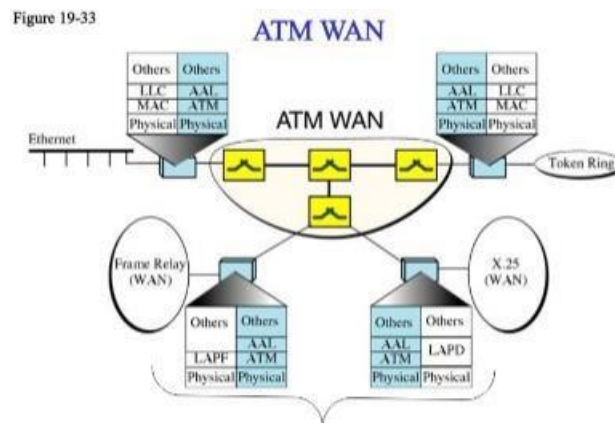 Figure 19-33
ATM WAN
Others Others
LLC AAL
MAC ATM
Physical Physical
Others Others
AAL LLC
ATM MAC
Physical Physical
ATM WAN
Ethernet
Token Ring
Frame Relay
(WAN)
X.25
(WAN)
Others Others
AAL
LAPF ATM
Physical Physical
Others Others
AAL LAPD
ATM
Physical Physical